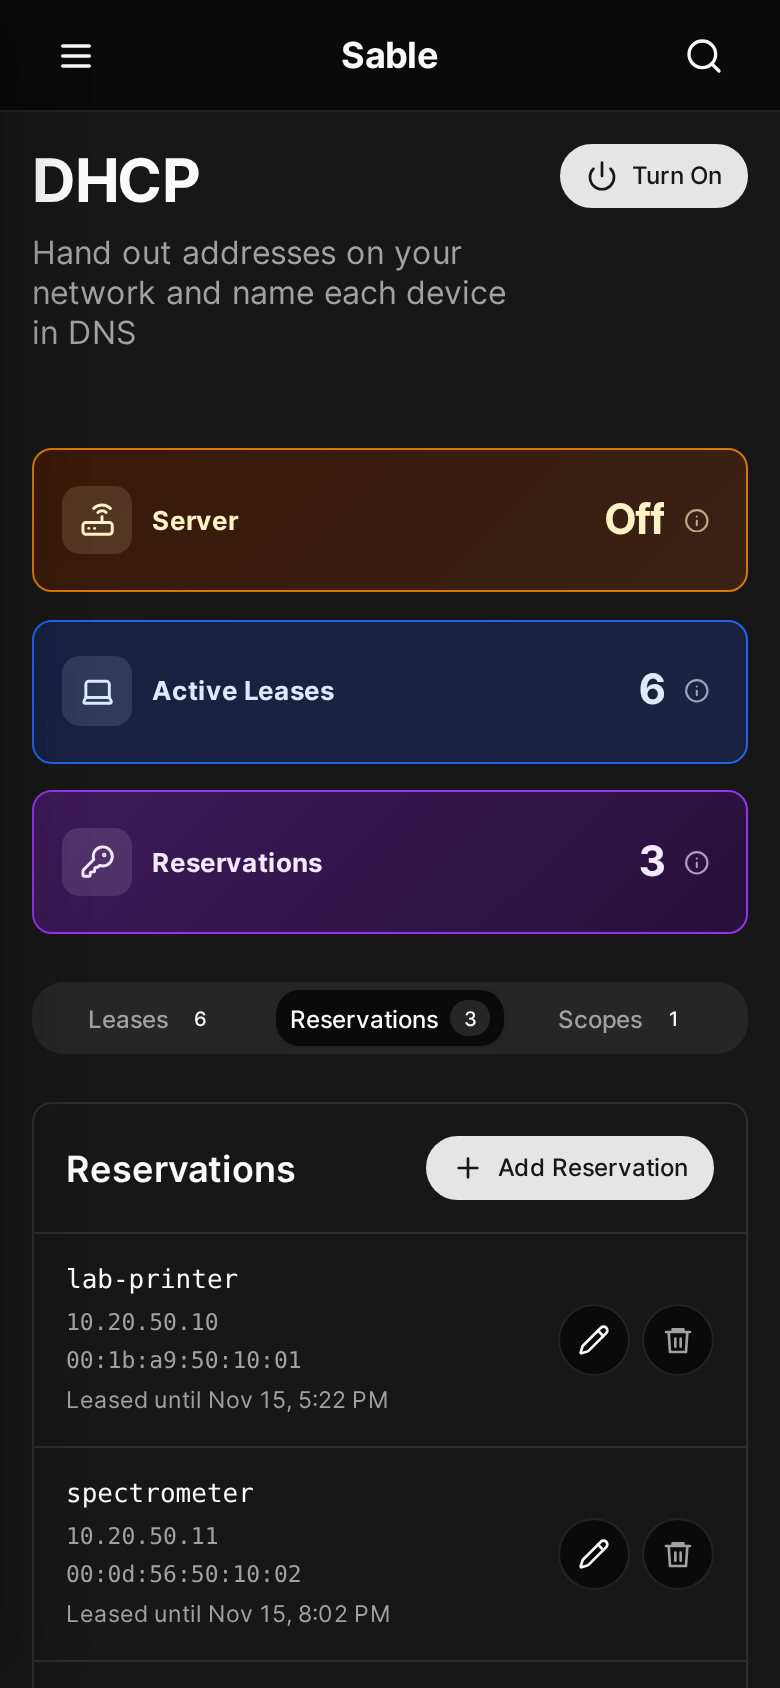 Sable
DHCP
Turn On
Hand out addresses on your
network and name each device
in DNS
Server
Off
Active Leases
6
Reservations
3
Leases 6
Reservations 3
Scopes 1
Reservations
Add Reservation
lab-printer
10.20.50.10
00:1b:a9:50:10:01
Leased until Nov 15, 5:22 PM
spectrometer
10.20.50.11
00:0d:56:50:10:02
Leased until Nov 15, 8:02 PM